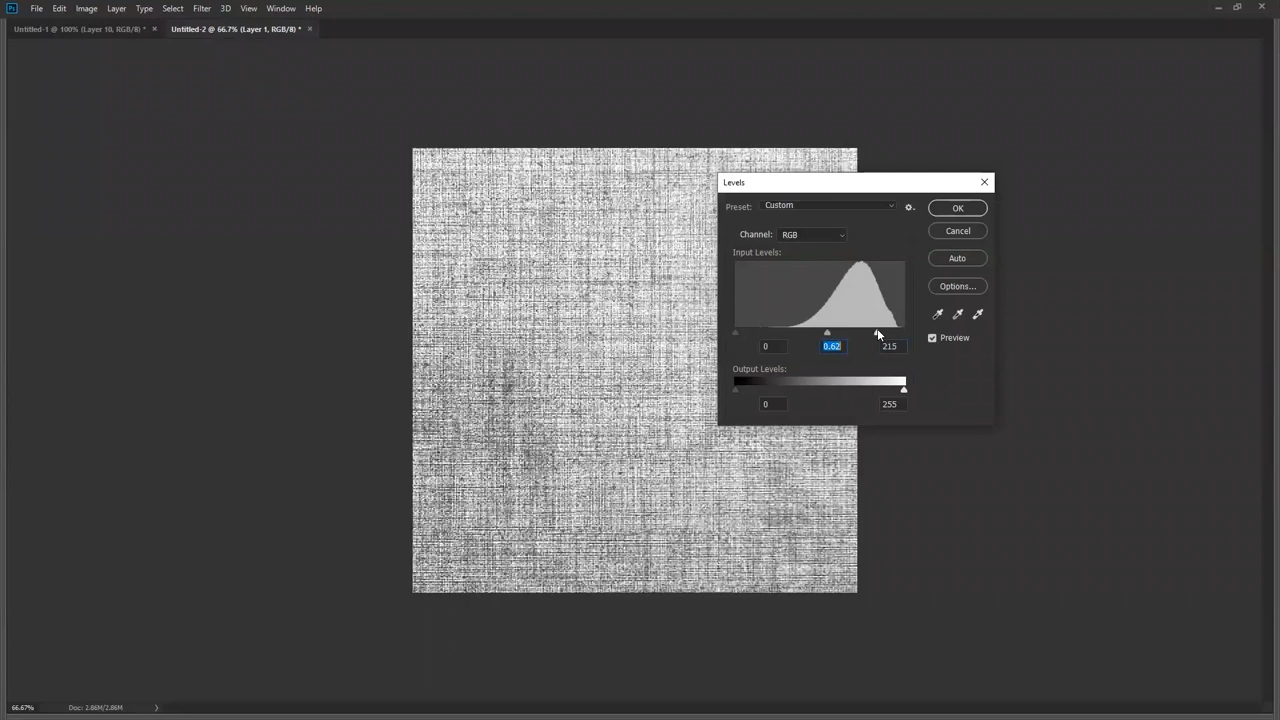 Ps File Edit Image Layer Type Select Filter 3D View Window Help
Untitled-1 @ 100% (Layer 10, RGB/8) * × Untitled-2 @ 66.7% (Layer 1, RGB/8) * ×
Levels
Preset: Custom
OK
Channel: RGB
Cancel
Input Levels:
Auto
Options...
Preview
0 0.62 215
Output Levels:
0 255
66.67% Doc: 2.86M/2.86M